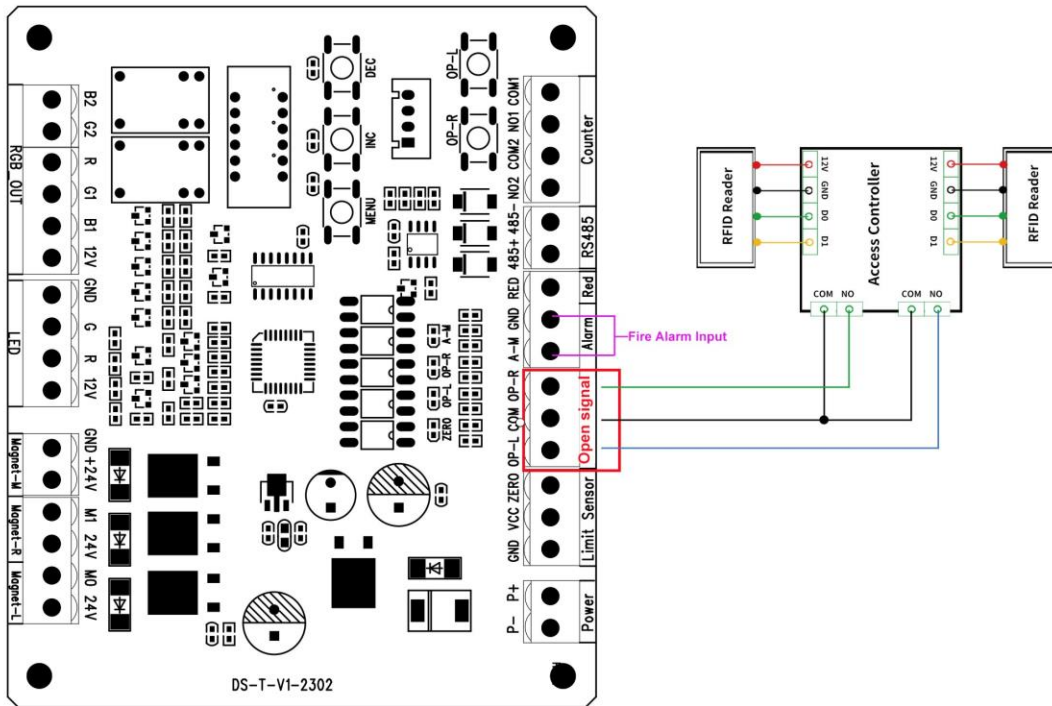 B2
G2
R
G1
B1
12V
RGB_OUT
GND
G
R
12V
LED
GND
+24V
Magnet-M
M1
24V
Magnet-R
M0
24V
Magnet-L
DEC
INC
MENU
OP-L
OP-R
A-M
OP-R
OP-L
ZERO
COM1
NO1
COM2
NO2
Counter
485-
485+
RS485
RED
Red
GND
A-M
Alarm
Fire Alarm Input
OP-R
COM
OP-L
Open signal
ZERO
VCC
GND
Limit Sensor
P+
P-
Power
DS-T-V1-2302
RFID Reader
12V
GND
D0
D1
Access Controller
12V
GND
D0
D1
RFID Reader
COM NO COM NO